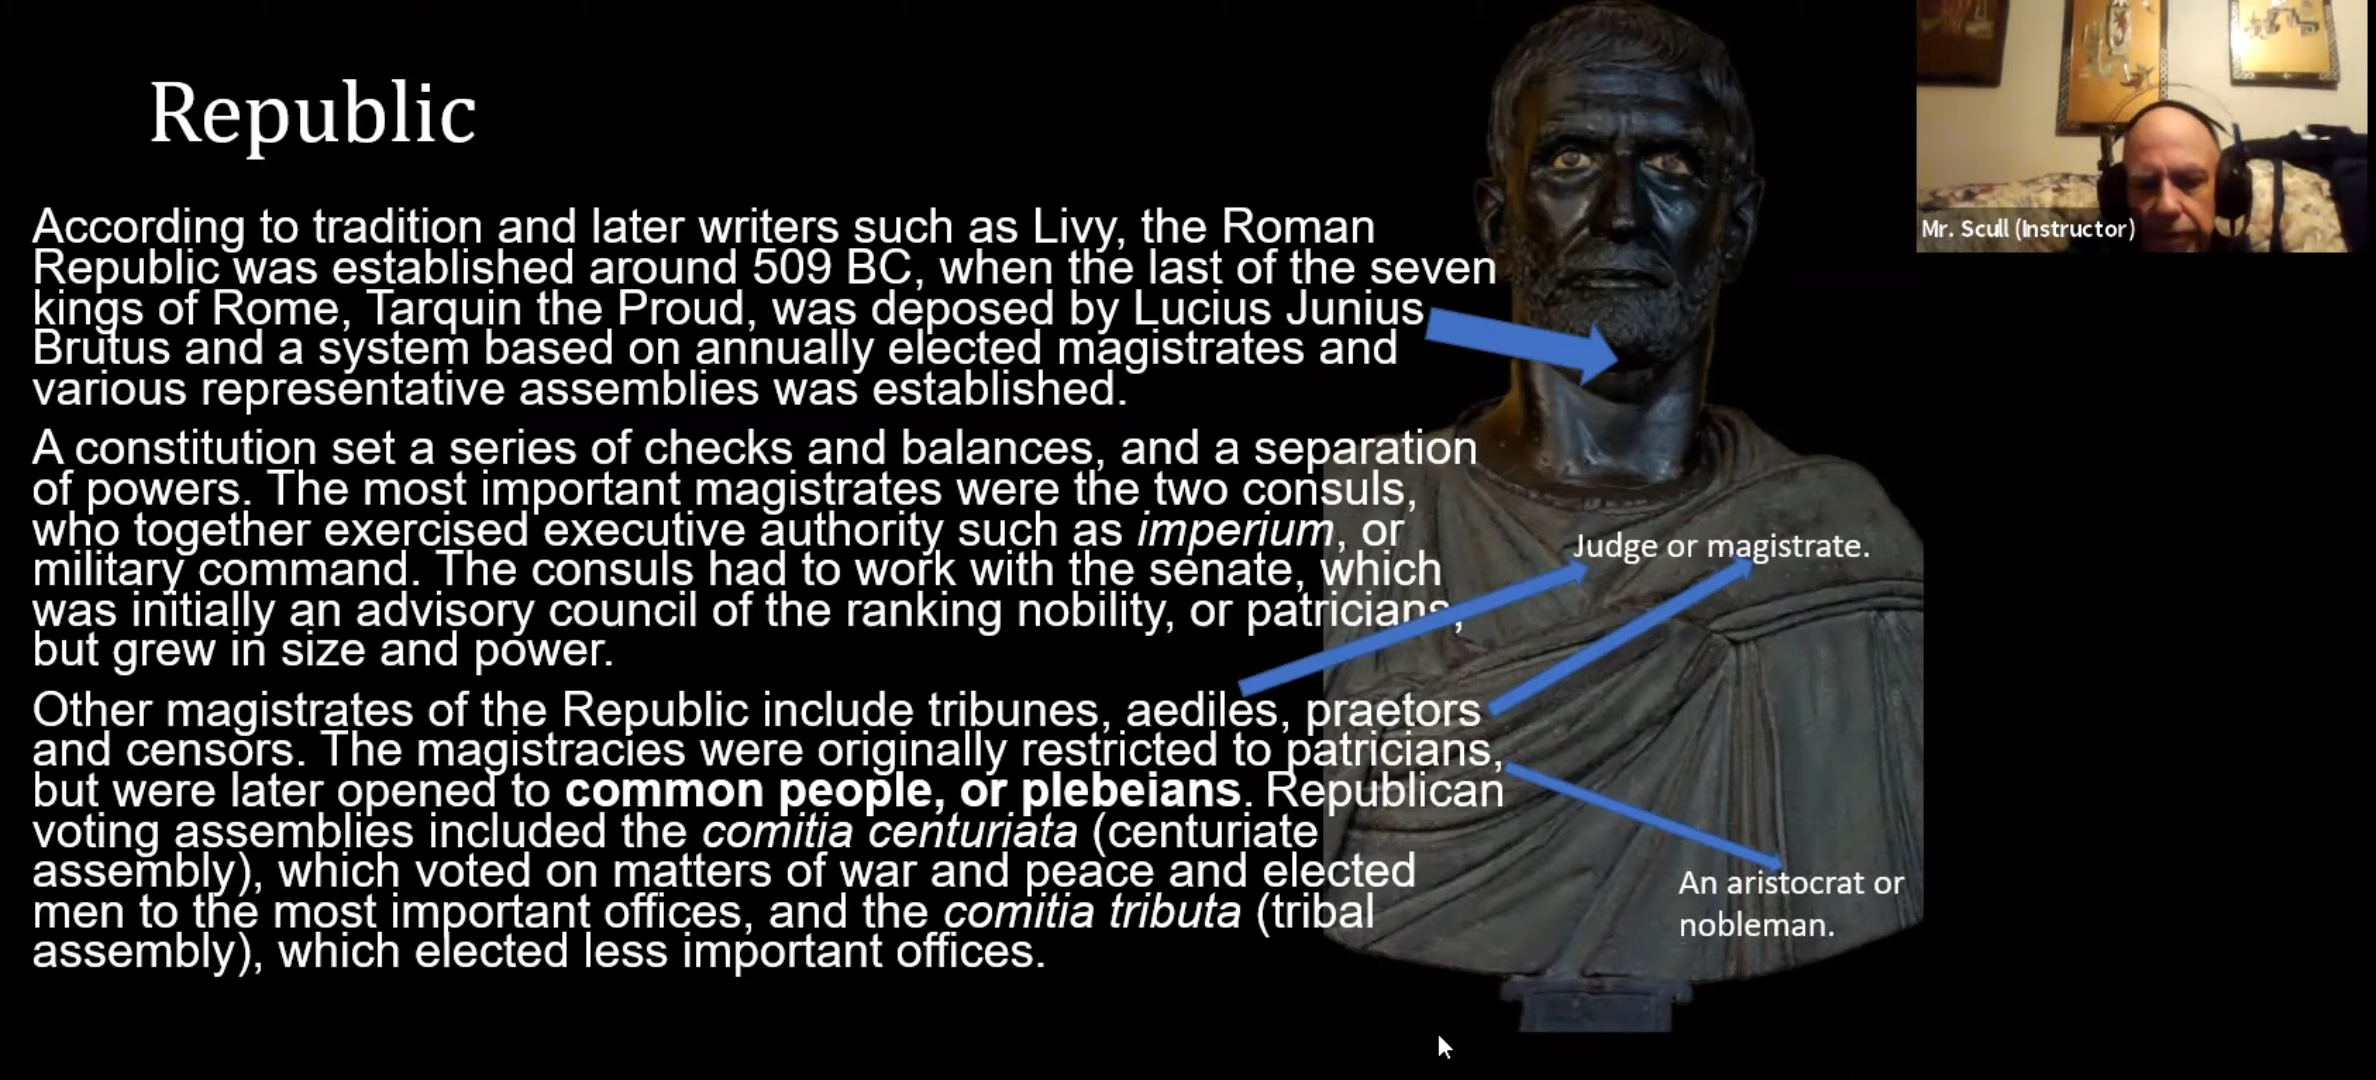 Republic
According to tradition and later writers such as Livy, the Roman
Republic was established around 509 BC, when the last of the seven
kings of Rome, Tarquin the Proud, was deposed by Lucius Junius
Brutus and a system based on annually elected magistrates and
various representative assemblies was established.
A constitution set a series of checks and balances, and a separation
of powers. The most important magistrates were the two consuls,
who together exercised executive authority such as imperium, or
military command. The consuls had to work with the senate, which
was initially an advisory council of the ranking nobility, or patricians,
but grew in size and power.
Other magistrates of the Republic include tribunes, aediles, praetors
and censors. The magistracies were originally restricted to patricians,
but were later opened to common people, or plebeians. Republican
voting assemblies included the comitia centuriata (centuriate
assembly), which voted on matters of war and peace and elected
men to the most important offices, and the comitia tributa (tribal
assembly), which elected less important offices.
Judge or magistrate.
An aristocrat or
nobleman.
Mr. Scull (Instructor)